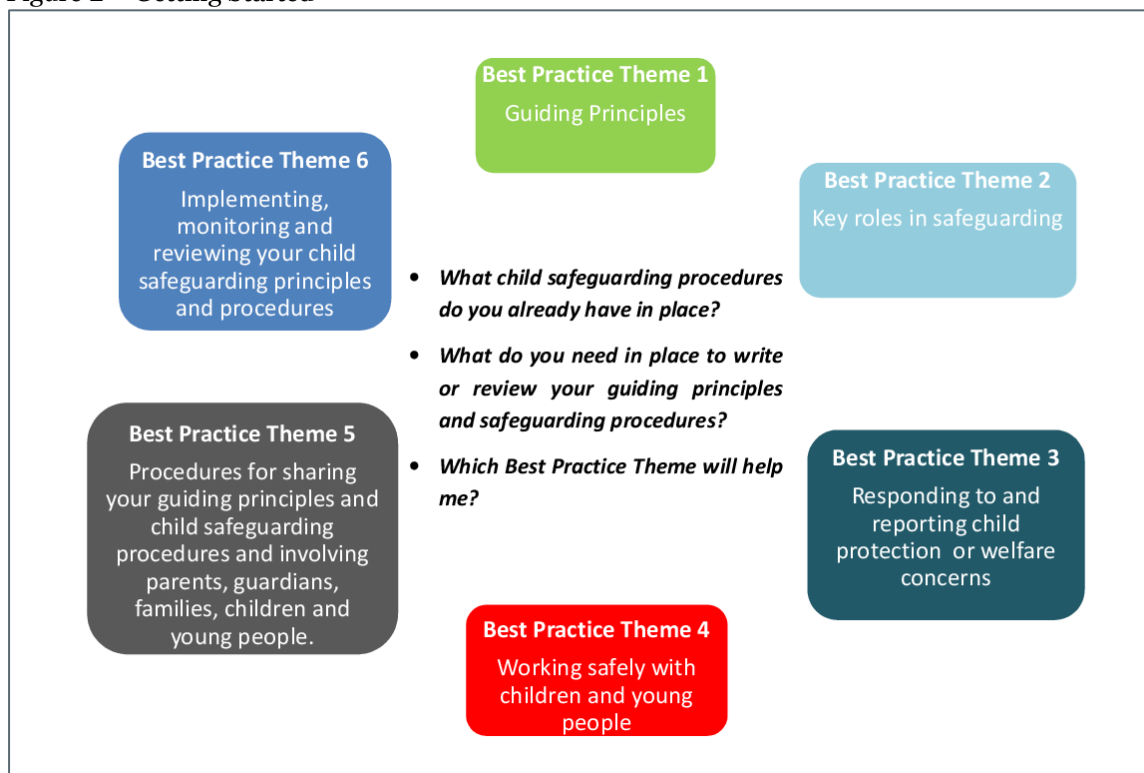 Best Practice Theme 1
Guiding Principles
Best Practice Theme 2
Key roles in safeguarding
Best Practice Theme 3
Responding to and
reporting child
protection or welfare
concerns
Best Practice Theme 4
Working safely with
children and young
people
Best Practice Theme 5
Procedures for sharing
your guiding principles and
child safeguarding
procedures and involving
parents, guardians,
families, children and
young people.
Best Practice Theme 6
Implementing,
monitoring and
reviewing your child
safeguarding principles
and procedures
• What child safeguarding procedures
do you already have in place?
• What do you need in place to write
or review your guiding principles
and safeguarding procedures?
• Which Best Practice Theme will help
me?